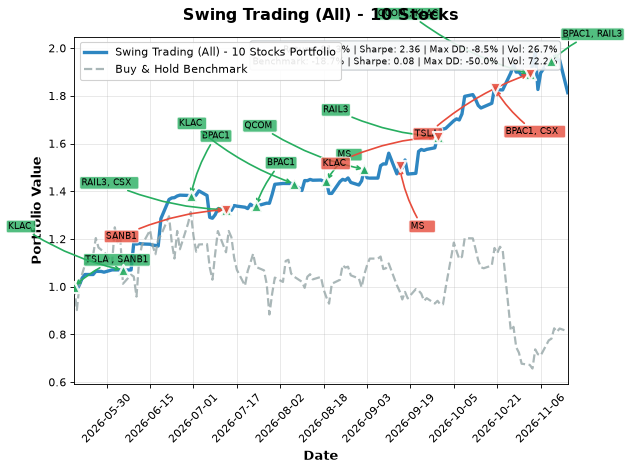 Swing Trading (All) - 10 Stocks
BPAC1, RAIL3
Swing Trading (All) - 10 Stocks Portfolio
Buy & Hold Benchmark
% | Sharpe: 2.36 | Max DD: -8.5% | Vol: 26.7%
| Sharpe: 0.08 | Max DD: -50.0% | Vol: 72.2%
RAIL3
KLAC
BPAC1
QCOM
TSL
BPAC1, CSX
MS
KLAC
BPAC1
RAIL3, CSX
KLAC
SANB1
MS
TSLA , SANB1
Portfolio Value
2.0
1.8
1.6
1.4
1.2
1.0
0.8
0.6
2026-05-30
2026-06-15
2026-07-01
2026-07-17
2026-08-02
2026-08-18
2026-09-03
2026-09-19
2026-10-05
2026-10-21
2026-11-06
Date